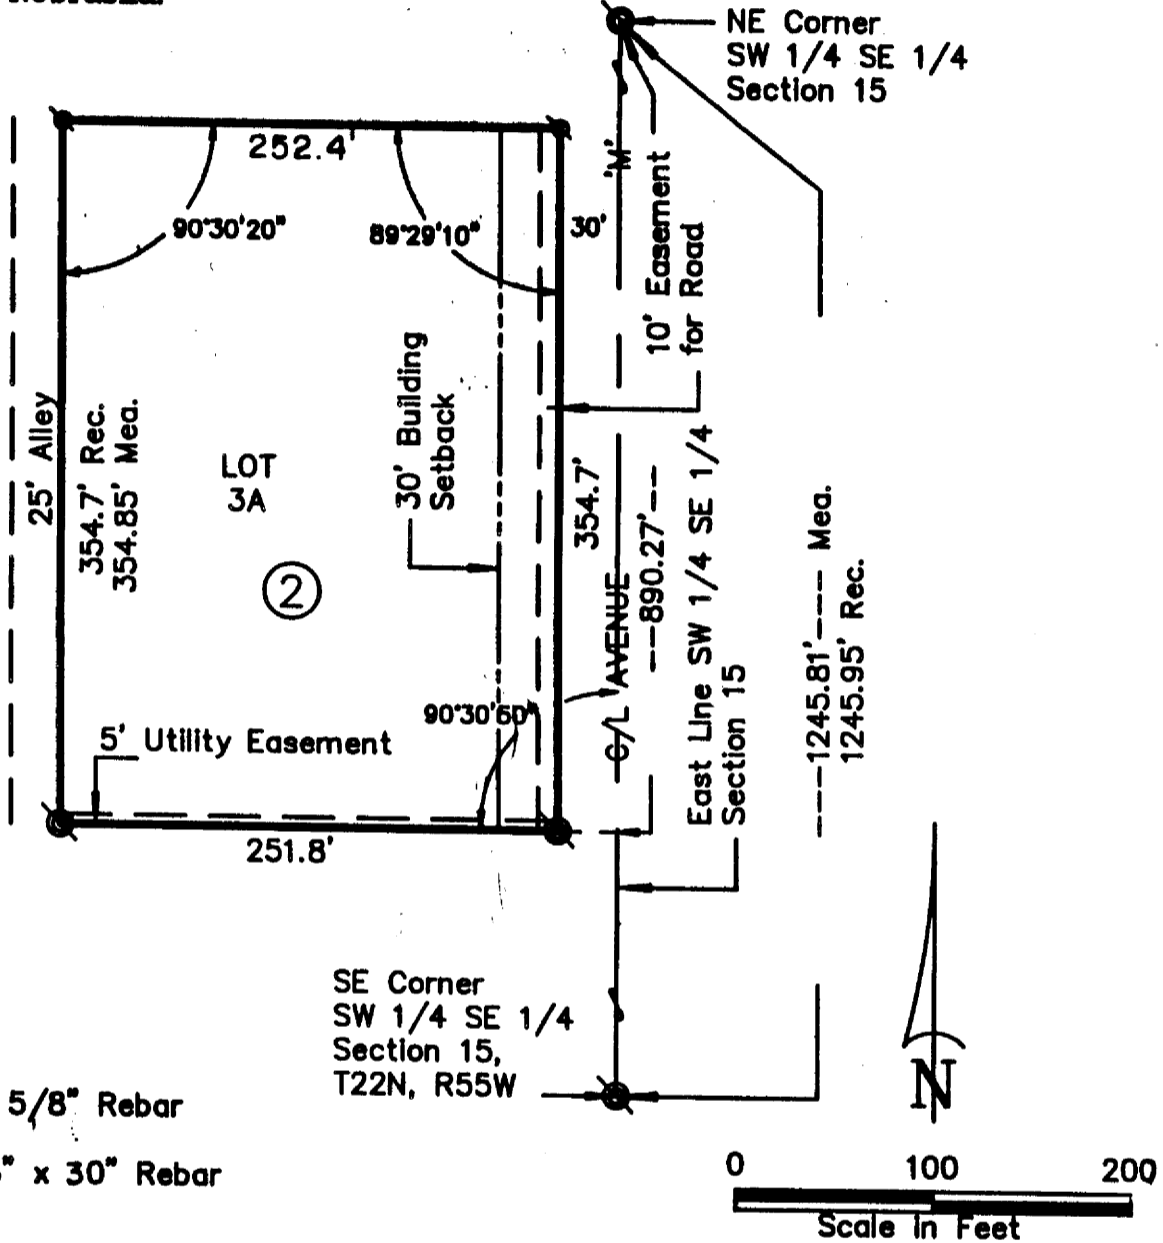 NE Corner
SW 1/4 SE 1/4
Section 15
252.4'
90°30'20"
89°29'10"
30'
'M'
10' Easement
for Road
25' Alley
354.7' Rec.
354.85' Mea.
LOT
3A
2
30' Building
Setback
354.7'
C/L AVENUE
---890.27'---
East Line SW 1/4 SE 1/4
Section 15
----1245.81'--- Mea.
1245.95' Rec.
90°30'50"
5' Utility Easement
251.8'
SE Corner
SW 1/4 SE 1/4
Section 15,
T22N, R55W
N
5/8" Rebar
" x 30" Rebar
0 100 200
Scale in Feet